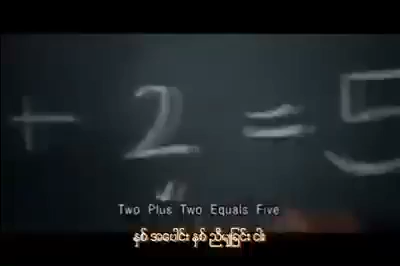 + 2 = 5
Two Plus Two Equals Five
နှစ် အပေါင်း နှစ် ညီမျှခြင်း ငါး